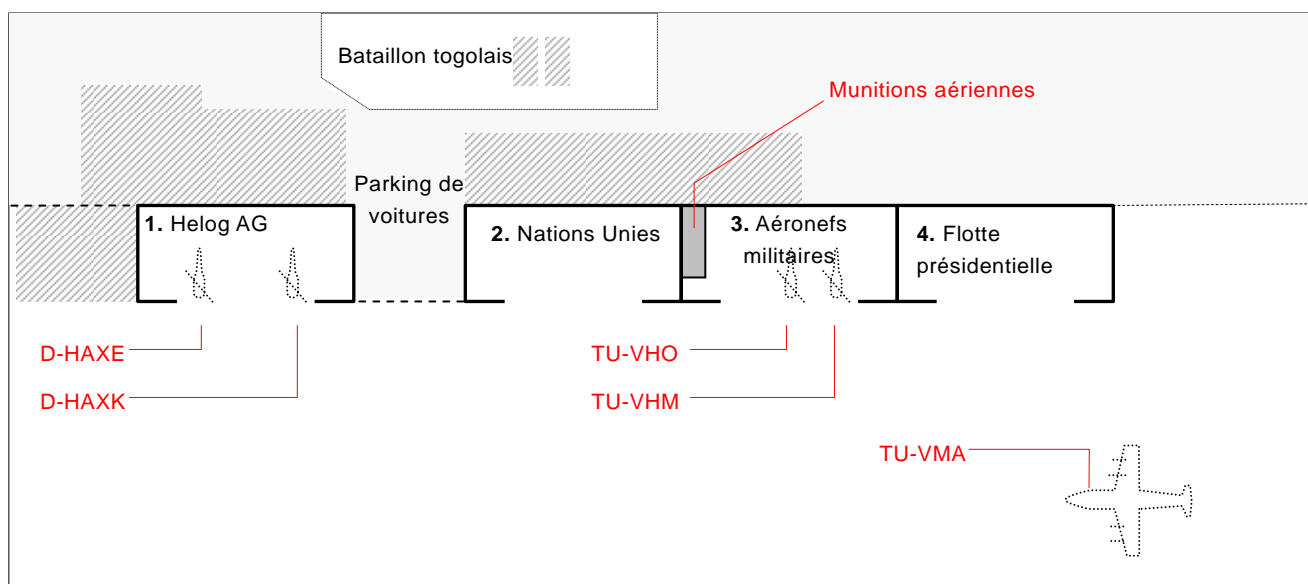 Bataillon togolais
Munitions aériennes
Parking de
voitures
1. Helog AG
2. Nations Unies
3. Aéronefs
militaires
4. Flotte
présidentielle
D-HAXE
D-HAXK
TU-VHO
TU-VHM
TU-VMA